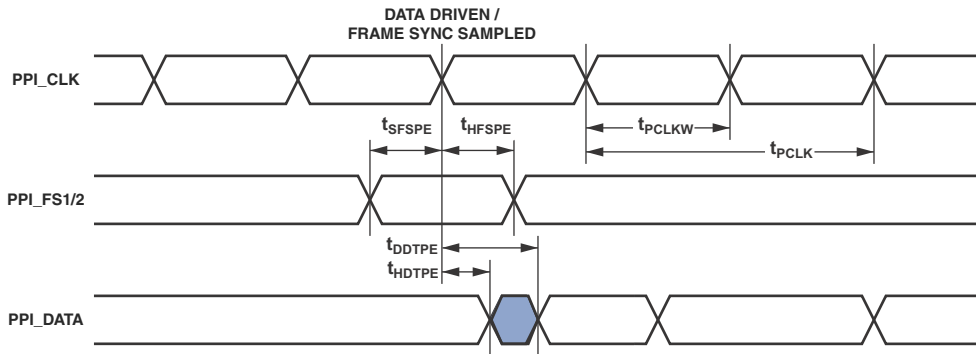 DATA DRIVEN /
FRAME SYNC SAMPLED
PPI_CLK
tSFSPE
tHFSPE
tPCLKW
tPCLK
PPI_FS1/2
tDDTPE
tHDTPE
PPI_DATA